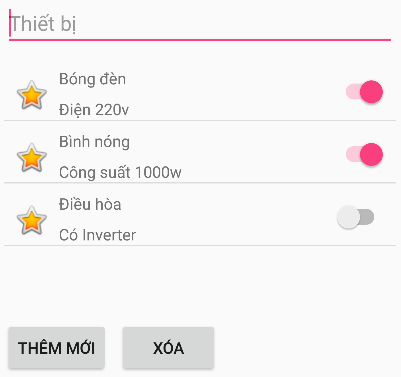 Thiết bị
Bóng đèn
Điện 220v
Bình nóng
Công suất 1000w
Điều hòa
Có Inverter
THÊM MỚI
XÓA